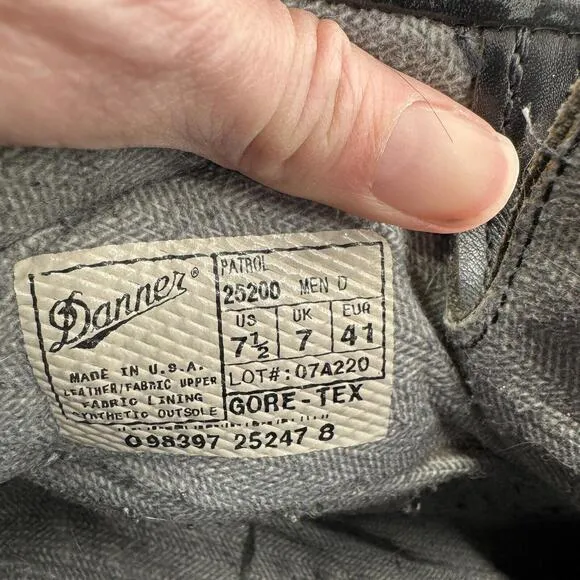 Danner®
MADE IN U.S.A.
LEATHER/FABRIC UPPER
FABRIC LINING
SYNTHETIC OUTSOLE
PATROL
25200 MEN D
US UK EUR
7½ 7 41
LOT#: 07A220
GORE-TEX
0 98397 25247 8